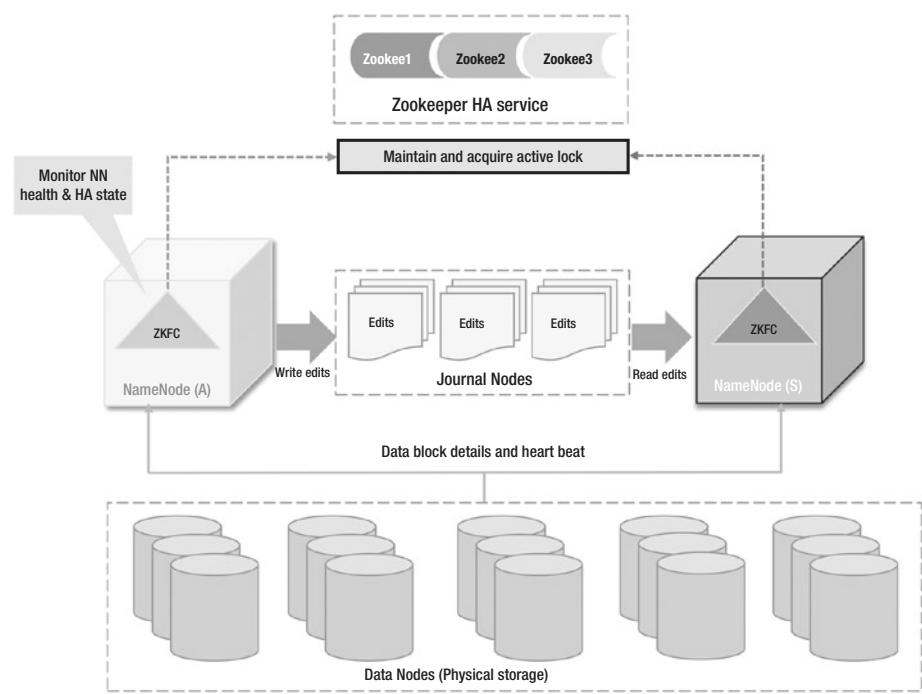 Zookee1
Zookee2
Zookee3
Zookeeper HA service
Maintain and acquire active lock
Monitor NN
health & HA state
ZKFC
NameNode (A)
Write edits
Edits
Edits
Edits
Journal Nodes
Read edits
ZKFC
NameNode (S)
Data block details and heart beat
Data Nodes (Physical storage)